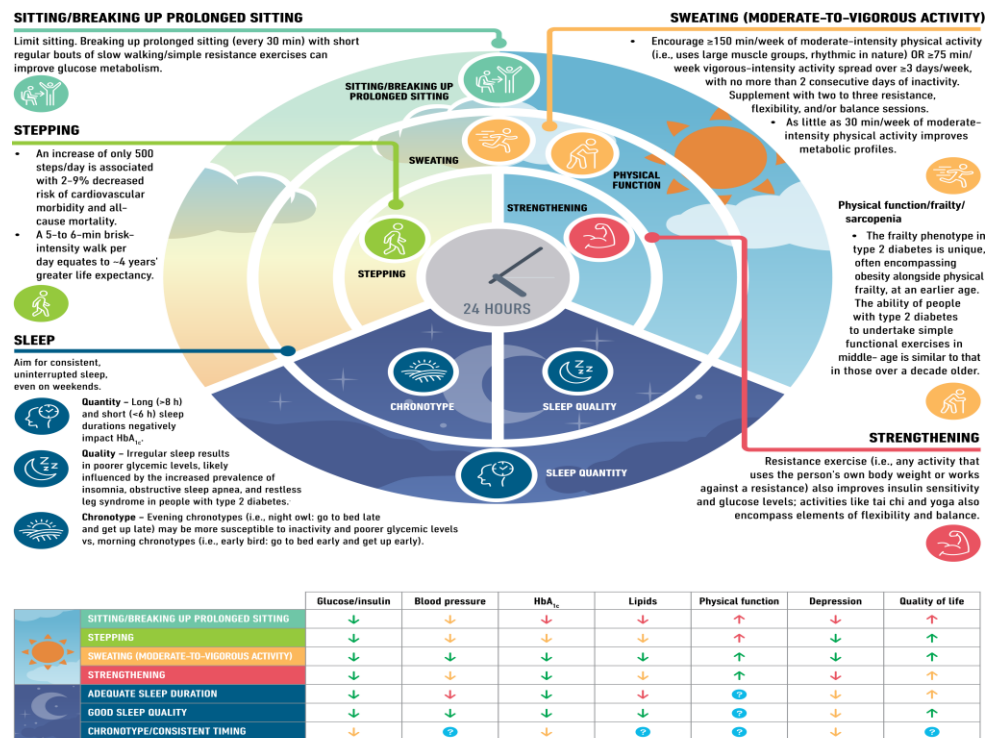 SITTING/BREAKING UP PROLONGED SITTING
Limit sitting. Breaking up prolonged sitting (every 30 min) with short
regular bouts of slow walking/simple resistance exercises can
improve glucose metabolism.
STEPPING
• An increase of only 500
steps/day is associated
with 2–9% decreased
risk of cardiovascular
morbidity and all-
cause mortality.
• A 5-to 6-min brisk-
intensity walk per
day equates to ~4 years'
greater life expectancy.
SLEEP
Aim for consistent,
uninterrupted sleep,
even on weekends.
Quantity – Long (>8 h)
and short (<6 h) sleep
durations negatively
impact HbA1c.
Quality – Irregular sleep results
in poorer glycemic levels, likely
influenced by the increased prevalence of
insomnia, obstructive sleep apnea, and restless
leg syndrome in people with type 2 diabetes.
Chronotype – Evening chronotypes (i.e., night owl: go to bed late
and get up late) may be more susceptible to inactivity and poorer glycemic levels
vs, morning chronotypes (i.e., early bird: go to bed early and get up early).
SITTING/BREAKING UP
PROLONGED SITTING
SWEATING
PHYSICAL
FUNCTION
STRENGTHENING
STEPPING
24 HOURS
CHRONOTYPE
SLEEP QUALITY
ZZZ
SLEEP QUANTITY
SWEATING (MODERATE-TO-VIGOROUS ACTIVITY)
• Encourage ≥150 min/week of moderate-intensity physical activity
(i.e., uses large muscle groups, rhythmic in nature) OR ≥75 min/
week vigorous-intensity activity spread over ≥3 days/week,
with no more than 2 consecutive days of inactivity.
Supplement with two to three resistance,
flexibility, and/or balance sessions.
• As little as 30 min/week of moderate-
intensity physical activity improves
metabolic profiles.
Physical function/frailty/
sarcopenia
• The frailty phenotype in
type 2 diabetes is unique,
often encompassing
obesity alongside physical
frailty, at an earlier age.
The ability of people
with type 2 diabetes
to undertake simple
functional exercises in
middle- age is similar to that
in those over a decade older.
STRENGTHENING
Resistance exercise (i.e., any activity that
uses the person's own body weight or works
against a resistance) also improves insulin sensitivity
and glucose levels; activities like tai chi and yoga also
encompass elements of flexibility and balance.
Glucose/insulin Blood pressure HbA1c Lipids Physical function Depression Quality of life
SITTING/BREAKING UP PROLONGED SITTING ↓ ↓ ↓ ↓ ↑ ↓ ↑
STEPPING ↓ ↓ ↓ ↓ ↑ ↓ ↑
SWEATING (MODERATE-TO-VIGOROUS ACTIVITY) ↓ ↓ ↓ ↓ ↑ ↓ ↑
STRENGTHENING ↓ ↓ ↓ ↓ ↑ ↓ ↑
ADEQUATE SLEEP DURATION ↓ ↓ ↓ ↓ ? ↓ ↑
GOOD SLEEP QUALITY ↓ ↓ ↓ ↓ ? ↓ ↑
CHRONOTYPE/CONSISTENT TIMING ↓ ? ↓ ? ? ↓ ?